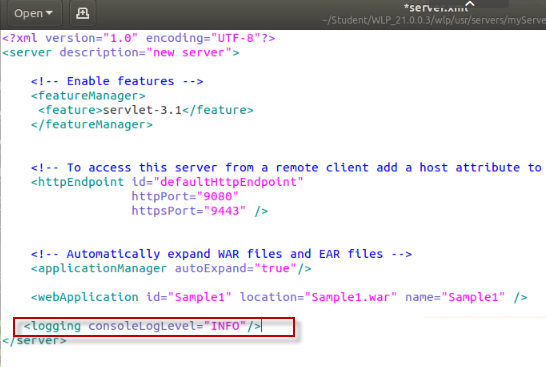 Open
*server.xml
~/Student/WLP_21.0.0.3/wlp/usr/servers/myServe
<?xml version="1.0" encoding="UTF-8"?>
<server description="new server">
<!-- Enable features -->
<featureManager>
<feature>servlet-3.1</feature>
</featureManager>
<!-- To access this server from a remote client add a host attribute to
<httpEndpoint id="defaultHttpEndpoint"
httpPort="9080"
httpsPort="9443" />
<!-- Automatically expand WAR files and EAR files -->
<applicationManager autoExpand="true"/>
<webApplication id="Sample1" location="Sample1.war" name="Sample1" />
<logging consoleLogLevel="INFO"/>
</server>